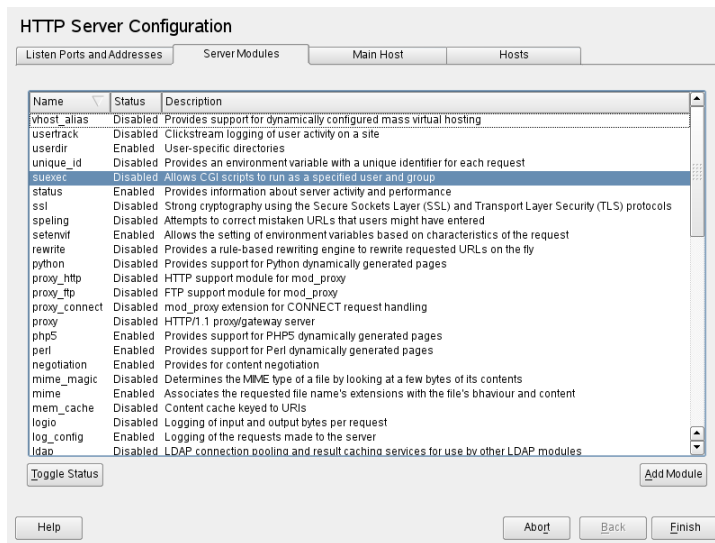 HTTP Server Configuration
Listen Ports and Addresses Server Modules Main Host Hosts
Name Status Description
vhost_alias Disabled Provides support for dynamically configured mass virtual hosting
usertrack Disabled Clickstream logging of user activity on a site
userdir Enabled User-specific directories
unique_id Disabled Provides an environment variable with a unique identifier for each request
suexec Disabled Allows CGI scripts to run as a specified user and group
status Enabled Provides information about server activity and performance
ssl Disabled Strong cryptography using the Secure Sockets Layer (SSL) and Transport Layer Security (TLS) protocols
speling Disabled Attempts to correct mistaken URLs that users might have entered
setenvif Enabled Allows the setting of environment variables based on characteristics of the request
rewrite Disabled Provides a rule-based rewriting engine to rewrite requested URLs on the fly
python Disabled Provides support for Python dynamically generated pages
proxy_http Disabled HTTP support module for mod_proxy
proxy_ftp Disabled FTP support module for mod_proxy
proxy_connect Disabled mod_proxy extension for CONNECT request handling
proxy Disabled HTTP/1.1 proxy/gateway server
php5 Enabled Provides support for PHP5 dynamically generated pages
perl Enabled Provides support for Perl dynamically generated pages
negotiation Enabled Provides for content negotiation
mime_magic Disabled Determines the MIME type of a file by looking at a few bytes of its contents
mime Enabled Associates the requested file name's extensions with the file's bhaviour and content
mem_cache Disabled Content cache keyed to URIs
logio Disabled Logging of input and output bytes per request
log_config Enabled Logging of the requests made to the server
ldap Disabled LDAP connection pooling and result caching services for use by other LDAP modules
Toggle Status Add Module
Help Abort Back Finish